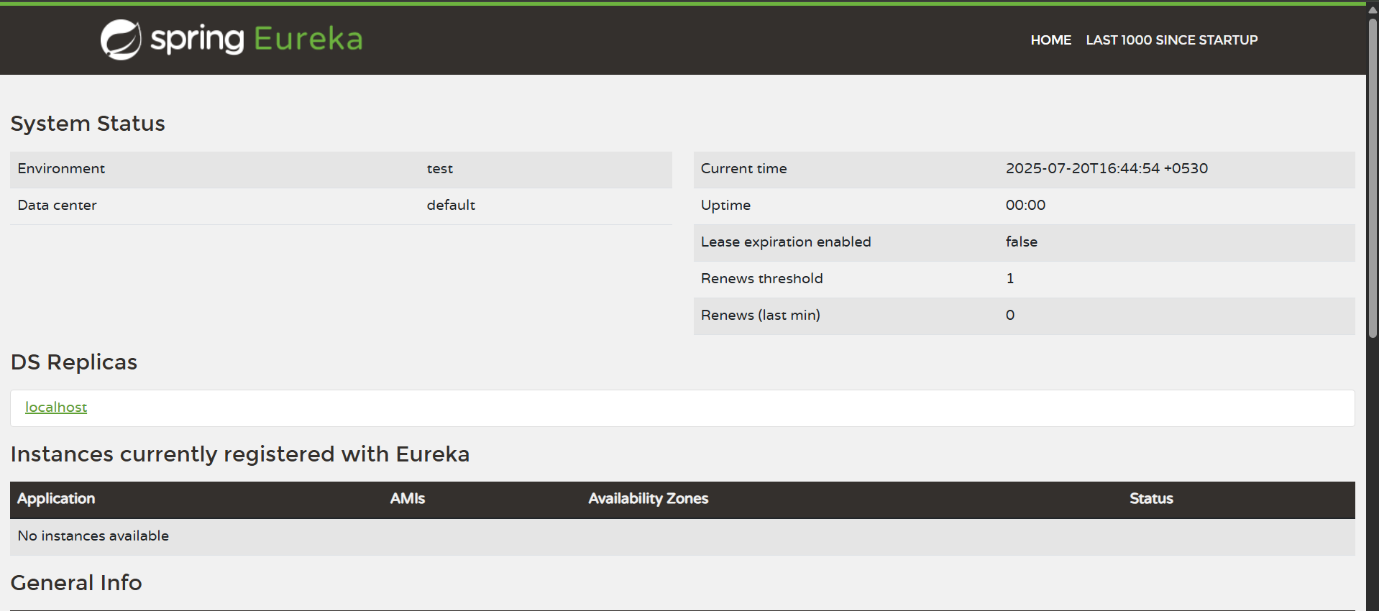 spring Eureka
HOME LAST 1000 SINCE STARTUP
System Status
Environment test
Data center default
Current time 2025-07-20T16:44:54 +0530
Uptime 00:00
Lease expiration enabled false
Renews threshold 1
Renews (last min) 0
DS Replicas
localhost
Instances currently registered with Eureka
Application AMIs Availability Zones Status
No instances available
General Info